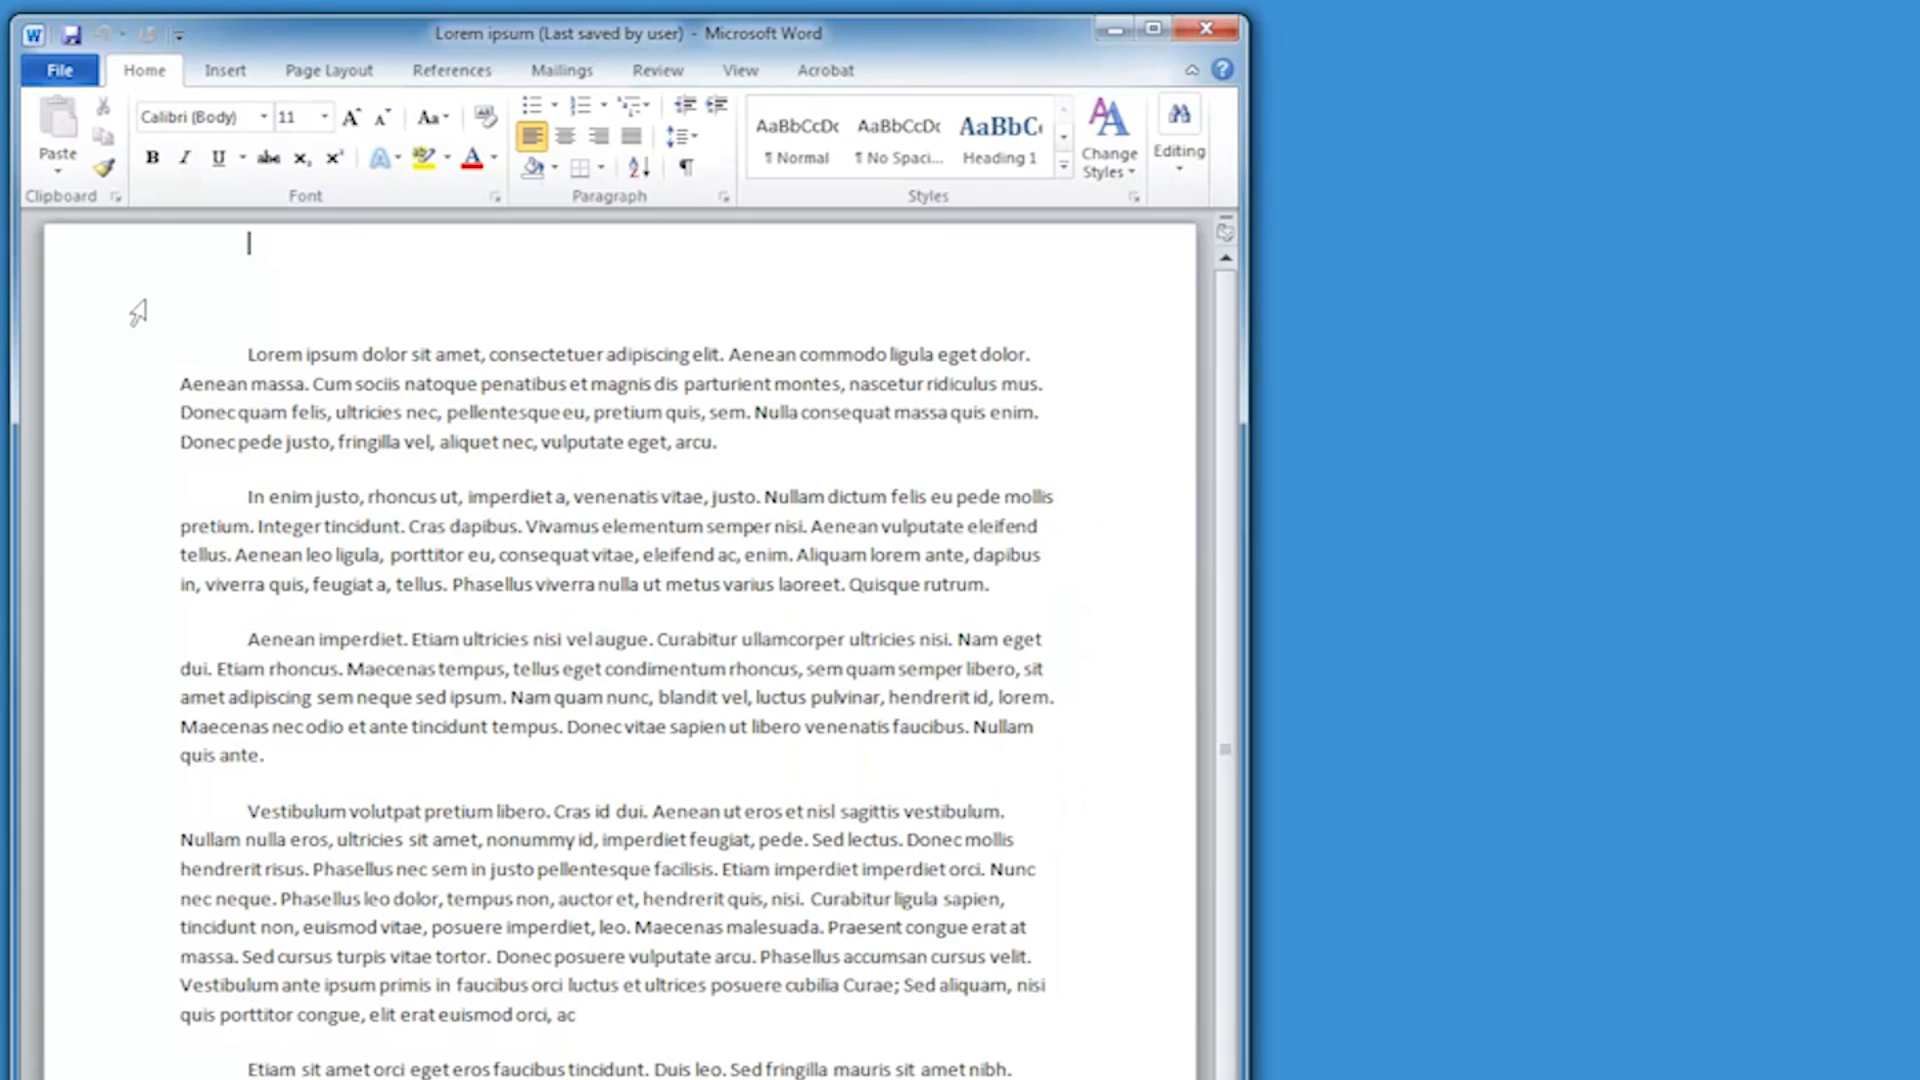 Lorem ipsum (Last saved by user) - Microsoft Word
File Home Insert Page Layout References Mailings Review View Acrobat
Calibri (Body) 11
Paste
AaBbCcDc AaBbCcDc AaBbC
¶ Normal ¶ No Spaci... Heading 1
Change Styles
Editing
Clipboard Font Paragraph Styles
Lorem ipsum dolor sit amet, consectetuer adipiscing elit. Aenean commodo ligula eget dolor.
Aenean massa. Cum sociis natoque penatibus et magnis dis parturient montes, nascetur ridiculus mus.
Donec quam felis, ultricies nec, pellentesque eu, pretium quis, sem. Nulla consequat massa quis enim.
Donec pede justo, fringilla vel, aliquet nec, vulputate eget, arcu.
In enim justo, rhoncus ut, imperdiet a, venenatis vitae, justo. Nullam dictum felis eu pede mollis
pretium. Integer tincidunt. Cras dapibus. Vivamus elementum semper nisi. Aenean vulputate eleifend
tellus. Aenean leo ligula, porttitor eu, consequat vitae, eleifend ac, enim. Aliquam lorem ante, dapibus
in, viverra quis, feugiat a, tellus. Phasellus viverra nulla ut metus varius laoreet. Quisque rutrum.
Aenean imperdiet. Etiam ultricies nisi vel augue. Curabitur ullamcorper ultricies nisi. Nam eget
dui. Etiam rhoncus. Maecenas tempus, tellus eget condimentum rhoncus, sem quam semper libero, sit
amet adipiscing sem neque sed ipsum. Nam quam nunc, blandit vel, luctus pulvinar, hendrerit id, lorem.
Maecenas nec odio et ante tincidunt tempus. Donec vitae sapien ut libero venenatis faucibus. Nullam
quis ante.
Vestibulum volutpat pretium libero. Cras id dui. Aenean ut eros et nisl sagittis vestibulum.
Nullam nulla eros, ultricies sit amet, nonummy id, imperdiet feugiat, pede. Sed lectus. Donec mollis
hendrerit risus. Phasellus nec sem in justo pellentesque facilisis. Etiam imperdiet imperdiet orci. Nunc
nec neque. Phasellus leo dolor, tempus non, auctor et, hendrerit quis, nisi. Curabitur ligula sapien,
tincidunt non, euismod vitae, posuere imperdiet, leo. Maecenas malesuada. Praesent congue erat at
massa. Sed cursus turpis vitae tortor. Donec posuere vulputate arcu. Phasellus accumsan cursus velit.
Vestibulum ante ipsum primis in faucibus orci luctus et ultrices posuere cubilia Curae; Sed aliquam, nisi
quis porttitor congue, elit erat euismod orci, ac
Etiam sit amet orci eget eros faucibus tincidunt. Duis leo. Sed fringilla mauris sit amet nibh.